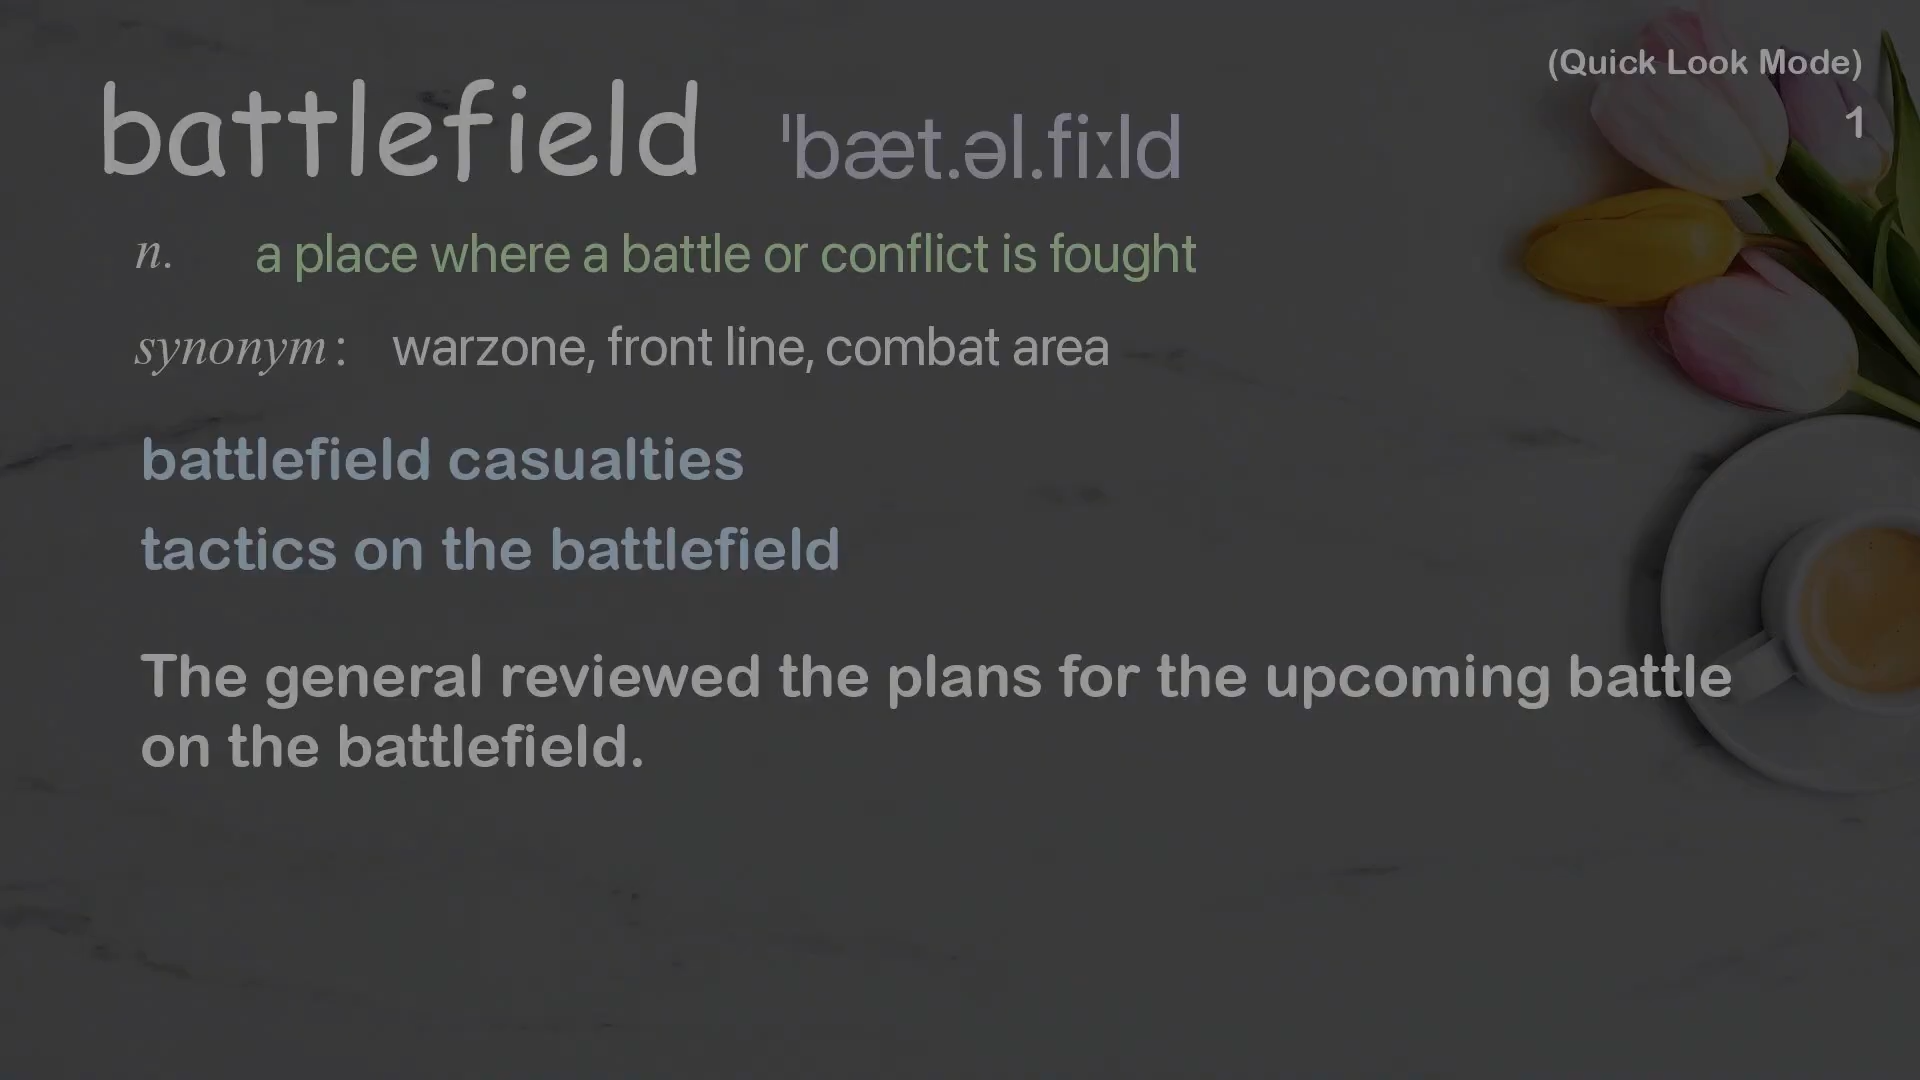 (Quick Look Mode)
1
battlefield ˈbæt.əl.fiːld
n. a place where a battle or conflict is fought
synonym: warzone, front line, combat area
battlefield casualties
tactics on the battlefield
The general reviewed the plans for the upcoming battle
on the battlefield.